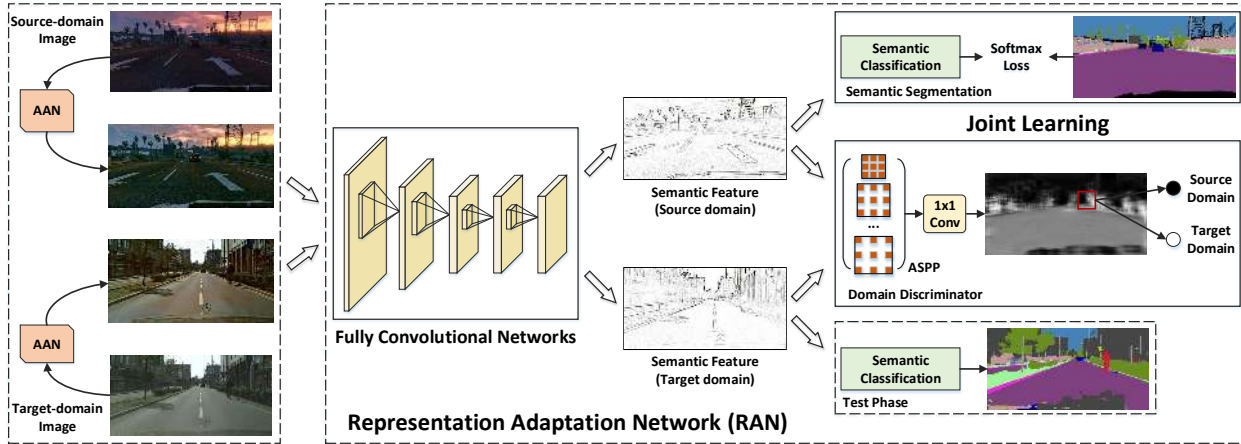 Source-domain
Image
AAN
AAN
Target-domain
Image
Fully Convolutional Networks
Representation Adaptation Network (RAN)
Semantic Feature
(Source domain)
Semantic Feature
(Target domain)
Semantic
Classification
Softmax
Loss
Semantic Segmentation
Joint Learning
...
ASPP
1x1
Conv
Source
Domain
Target
Domain
Domain Discriminator
Semantic
Classification
Test Phase